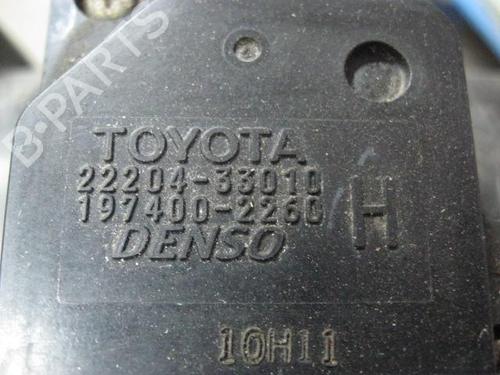 B-PARTS
TOYOTA
22204-33010
197400-2260
DENSO
H
10H11